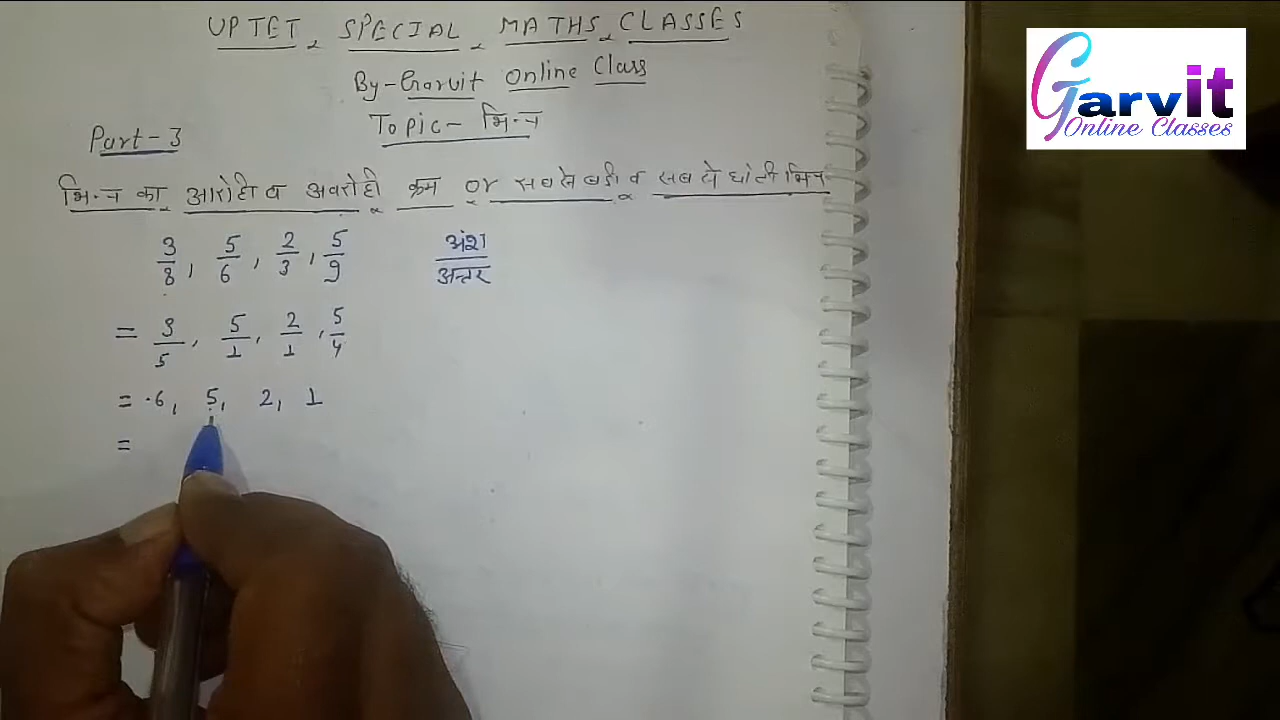 UPTET SPECIAL MATHS CLASSES
By-Garvit Online Class
Topic- भिन्न
Part-3
भिन्न का आरोही व अवरोही क्रम or सबसे बड़ी व सबसे छोटी भिन्न
3/8, 5/6, 2/3, 5/9 अंश/अन्तर
= 3/5, 5/1, 2/1, 5/4
= .6, 5, 2, 1
=
Garvit
Online Classes